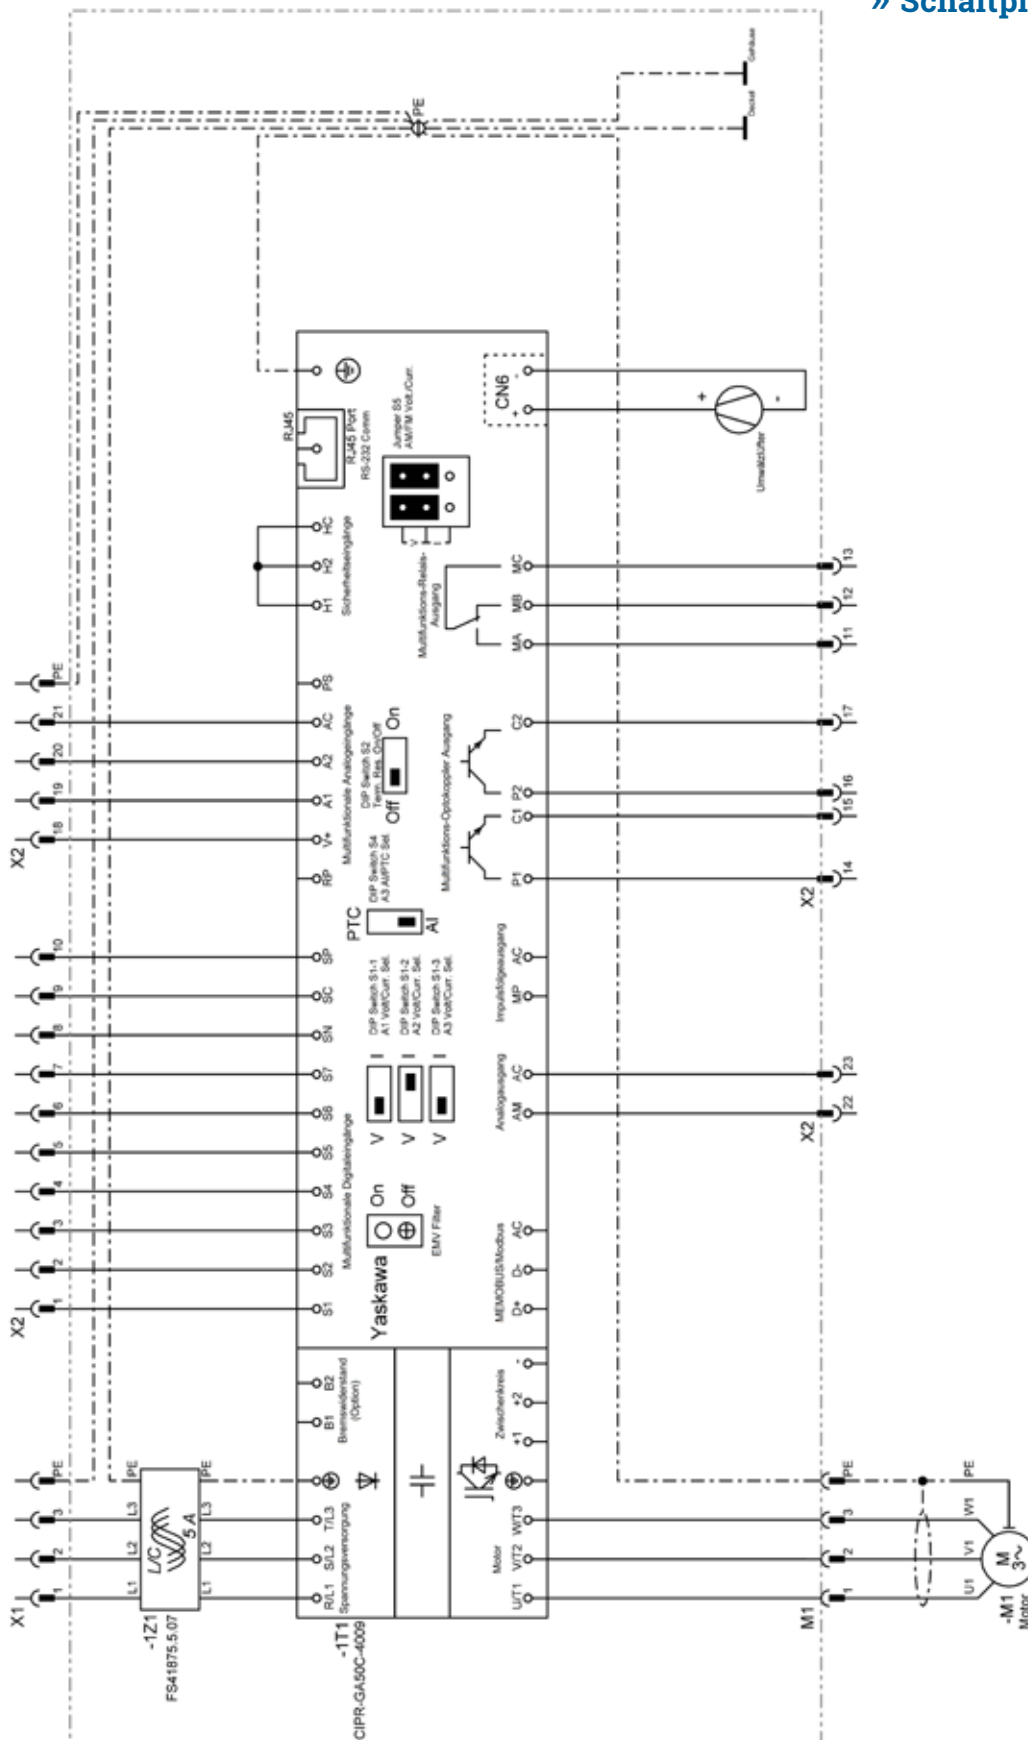 » Schaltpl
Gehäuse
Deckel
PE
RJ45
RJ45 Port
RS-232 Comm
Jumper S5
AM/FM Volt./Curr.
V
I
CN6
+
-
+
-
Umwälzlüfter
HC
H2
H1
Sicherheitseingänge
Multifunktions-Relais-
Ausgang
MC
MB
MA
13
12
11
PE
21
20
19
18
X2
PS
AC
A2
A1
V+
RP
Multifunktionale Analogeingänge
DIP Switch S2
Term. Res. On/Off
Off
On
DIP Switch S4
A3 AI/PTC Sel.
PTC
AI
Multifunktions-Optokoppler Ausgang
C2
P2
C1
P1
17
16
15
14
X2
10
9
8
7
6
5
4
3
2
1
X2
SP
SC
SN
S7
S6
S5
S4
S3
S2
S1
Multifunktionale Digitaleingänge
DIP Switch S1-1
A1 Volt/Curr. Sel.
DIP Switch S1-2
A2 Volt/Curr. Sel.
DIP Switch S1-3
A3 Volt/Curr. Sel.
V I
V I
V I
On
Off
EMV Filter
Yaskawa
Impulsfolgeausgang
AC
MP
Analogausgang
AC
AM
23
22
X2
MEMOBUS/Modbus
AC
D-
D+
B2
B1
Bremswiderstand
(Option)
Zwischenkreis
-
+2
+1
PE
3
2
1
X1
PE
L3
L2
L1
L/C
5 A
PE
L3
L2
L1
-1Z1
FS41875.5.07
T/L3
S/L2
R/L1
Spannungsversorgung
-1T1
CIPR-GA50C-4009
Motor
W/T3
V/T2
U/T1
PE
3
2
1
M1
PE
W1
V1
U1
M
3~
-M1
Motor